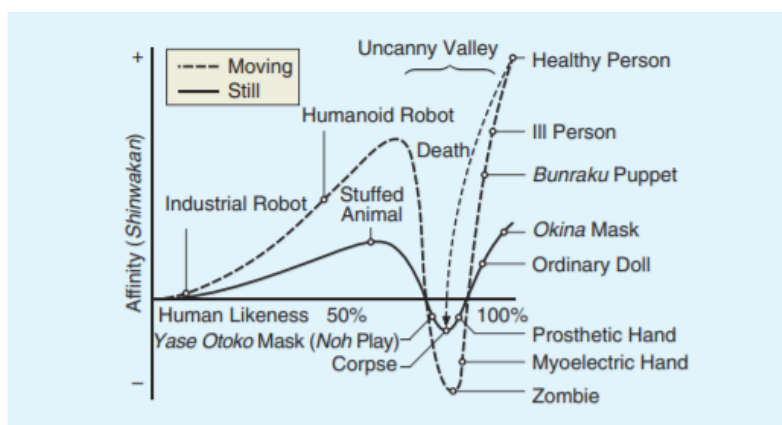 +
Uncanny Valley
Healthy Person
Moving
Still
Humanoid Robot
Death
Ill Person
Bunraku Puppet
Industrial Robot
Stuffed
Animal
Okina Mask
Ordinary Doll
Affinity (Shinwakan)
Human Likeness 50%
100%
Yase Otoko Mask (Noh Play)
Prosthetic Hand
Corpse
Myoelectric Hand
–
Zombie